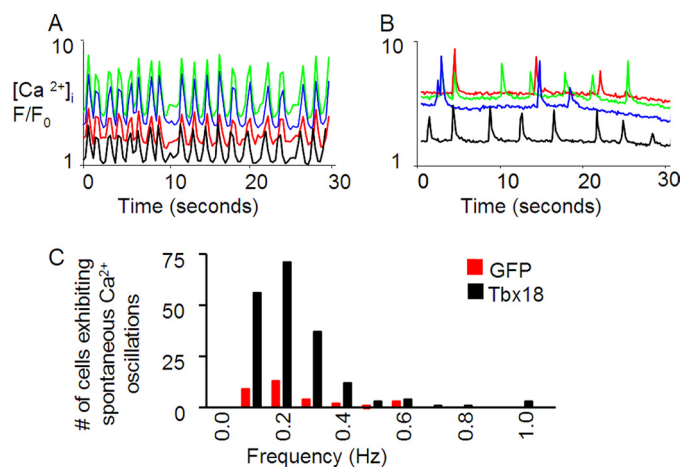 A
10
[Ca 2+]i
F/F0
1
0 10 20 30
Time (seconds)
B
10
1
0 10 20 30
Time (seconds)
C
75
50
25
0
# of cells exhibiting
spontaneous Ca2+
oscillations
GFP
Tbx18
0.0 0.2 0.4 0.6 0.8 1.0
Frequency (Hz)